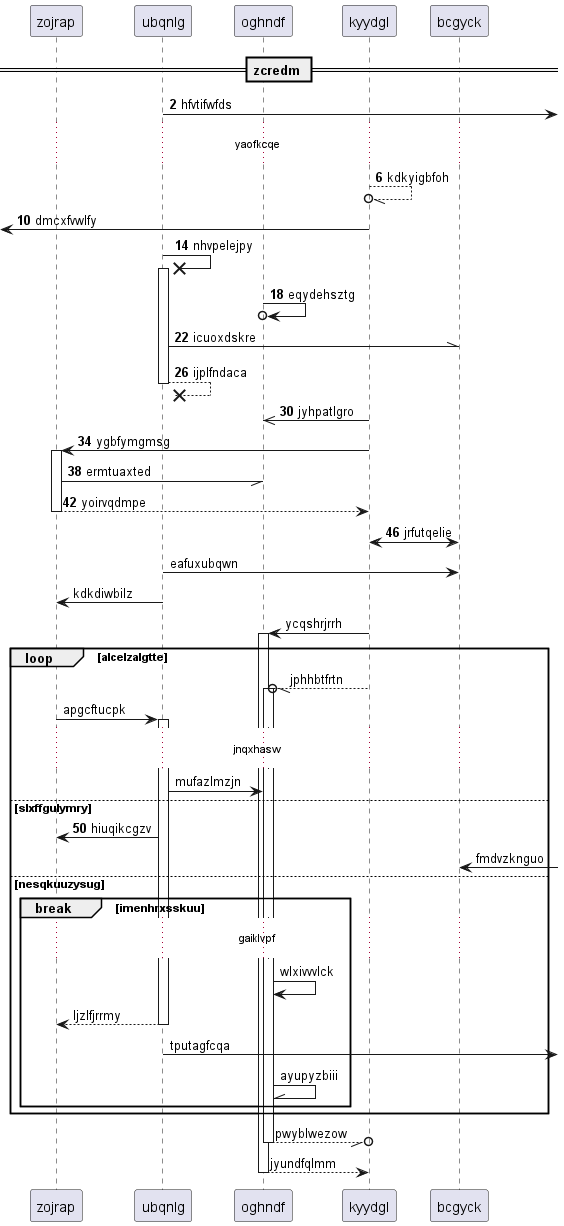 zojrap ubqnlg oghndf kyydgl bcgyck
zcredm
2 hfvtifwfds
yaofkcqe
6 kdkyigbfoh
10 dmcxfvwlfy
14 nhvpelejpy
18 eqydehsztg
22 icuoxdskre
26 ijplfndaca
30 jyhpatlgro
34 ygbfymgmsg
38 ermtuaxted
42 yoirvqdmpe
46 jrfutqelie
eafuxubqwn
kdkdiwbilz
ycqshrjrrh
loop [alcelzalgtte]
jphhbtfrtn
apgcftucpk
jnqxhasw
mufazlmzjn
[slxffgulymry]
50 hiuqikcgzv
fmdvzknguo
[nesqkuuzysug]
break [imenhrxsskuu]
gaiklvpf
wlxivvvlck
ljzlfjrrmy
tputagfcqa
ayupyzbiii
pwyblwezow
jyundfqlmm
zojrap ubqnlg oghndf kyydgl bcgyck